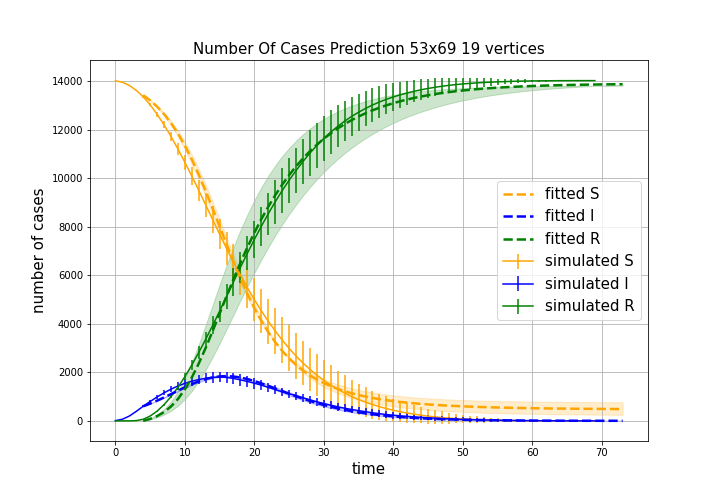 Number Of Cases Prediction 53x69 19 vertices
number of cases
14000
12000
10000
8000
6000
4000
2000
0
fitted S
fitted I
fitted R
simulated S
simulated I
simulated R
0 10 20 30 40 50 60 70
time